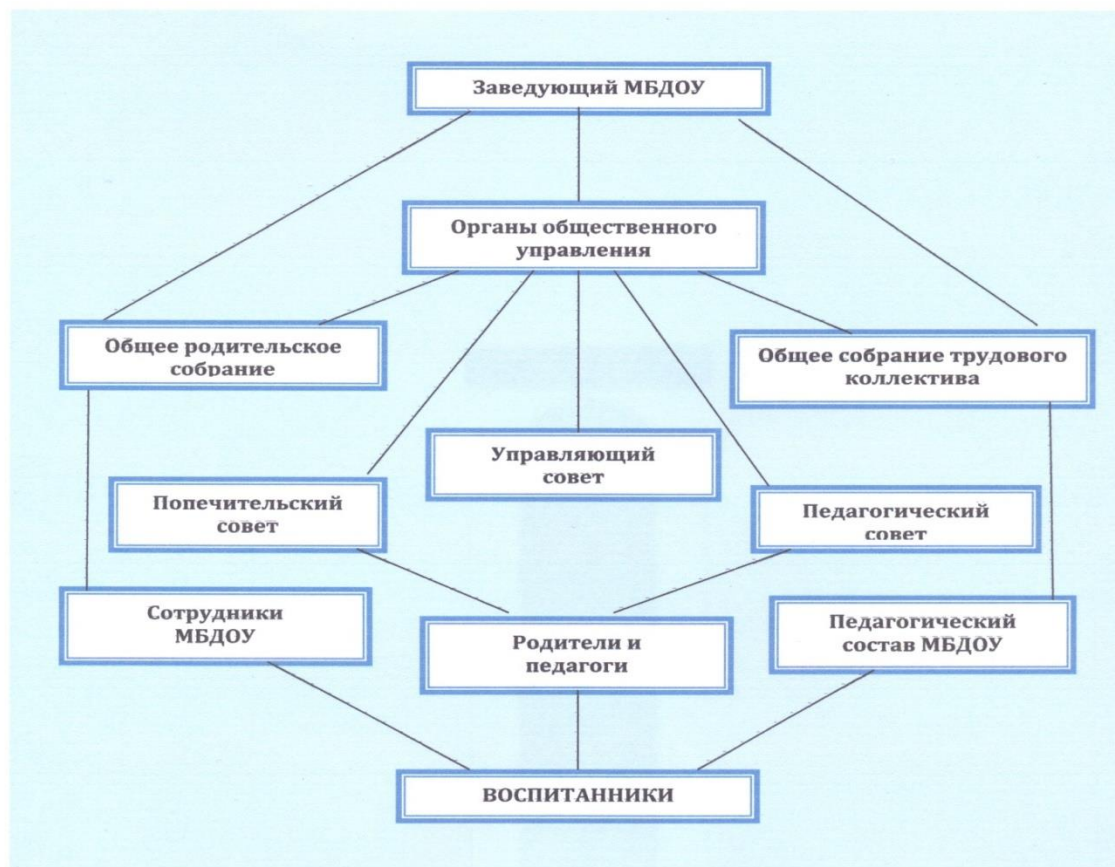 Заведующий МБДОУ
Органы общественного
управления
Общее родительское
собрание
Общее собрание трудового
коллектива
Управляющий
совет
Попечительский
совет
Педагогический
совет
Сотрудники
МБДОУ
Родители и
педагоги
Педагогический
состав МБДОУ
ВОСПИТАННИКИ